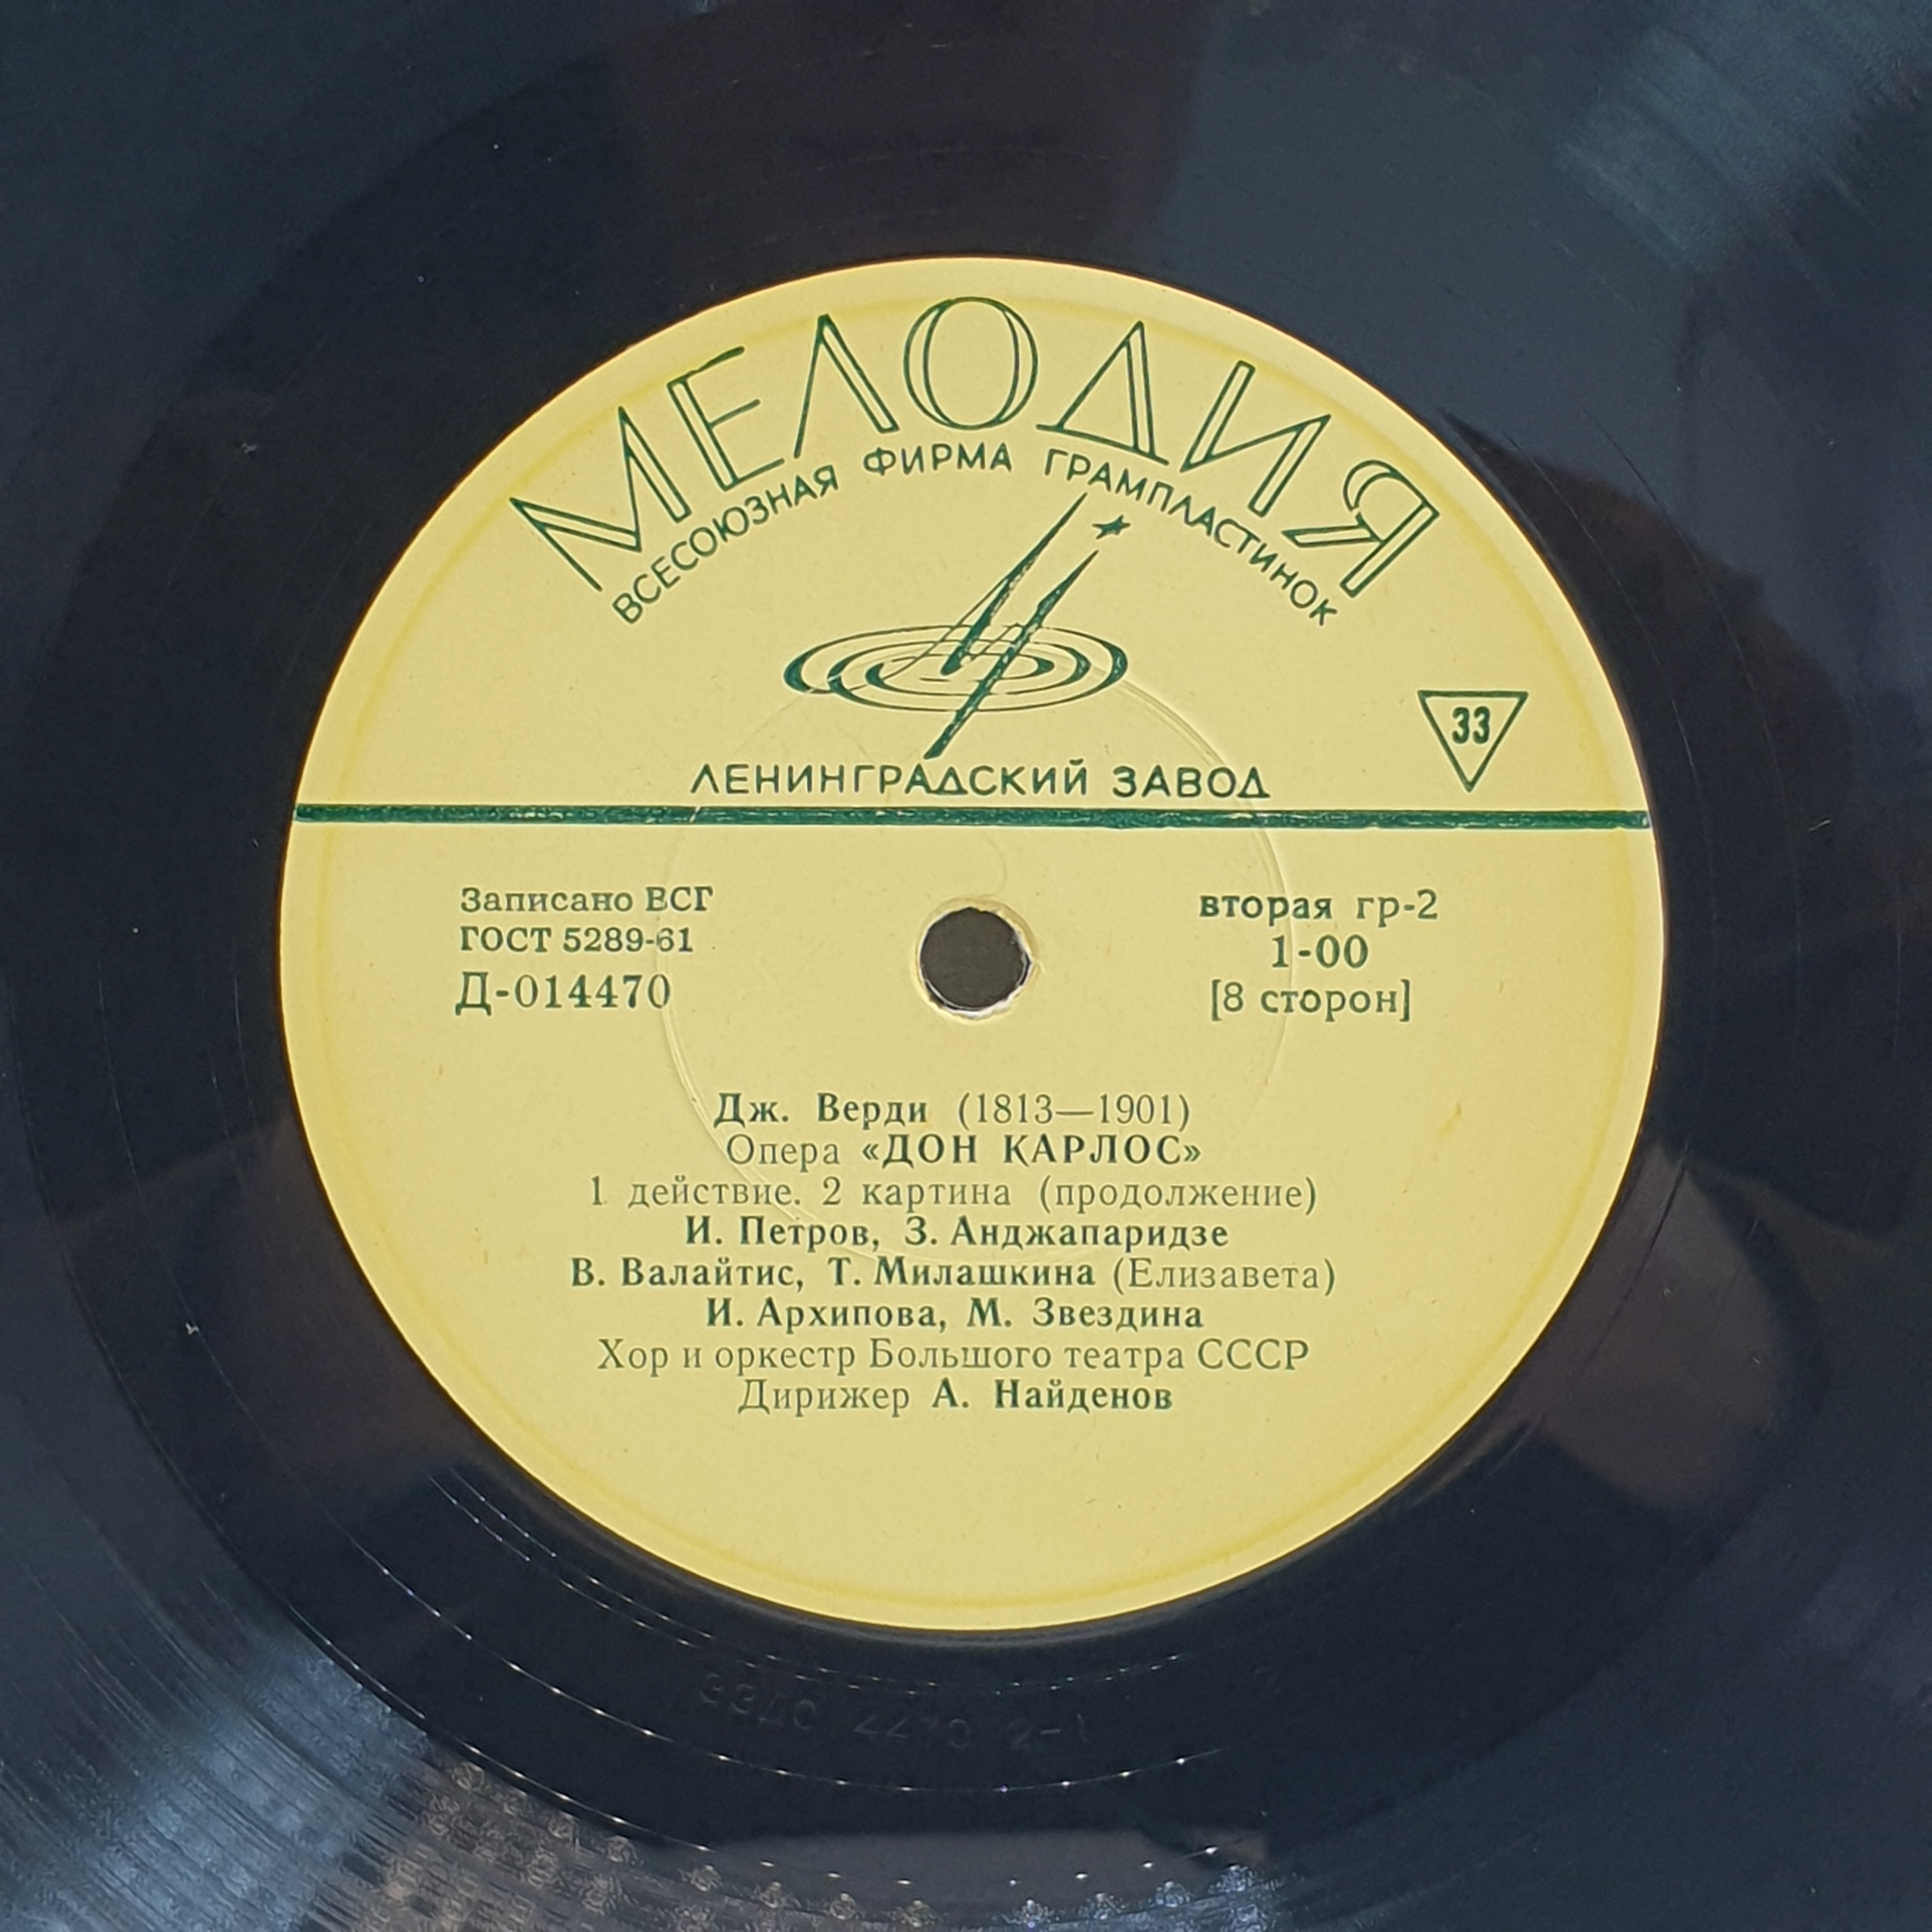 МЕЛОДИЯ
ВСЕСОЮЗНАЯ ФИРМА ГРАМПЛАСТИНОК
33
ЛЕНИНГРАДСКИЙ ЗАВОД
Записано ВСГ
ГОСТ 5289-61
Д-014470
вторая гр-2
1-00
[8 сторон]
Дж. Верди (1813—1901)
Опера «ДОН КАРЛОС»
1 действие. 2 картина (продолжение)
И. Петров, З. Анджапаридзе
В. Валайтис, Т. Милашкина (Елизавета)
И. Архипова, М. Звездина
Хор и оркестр Большого театра СССР
Дирижер А. Найденов